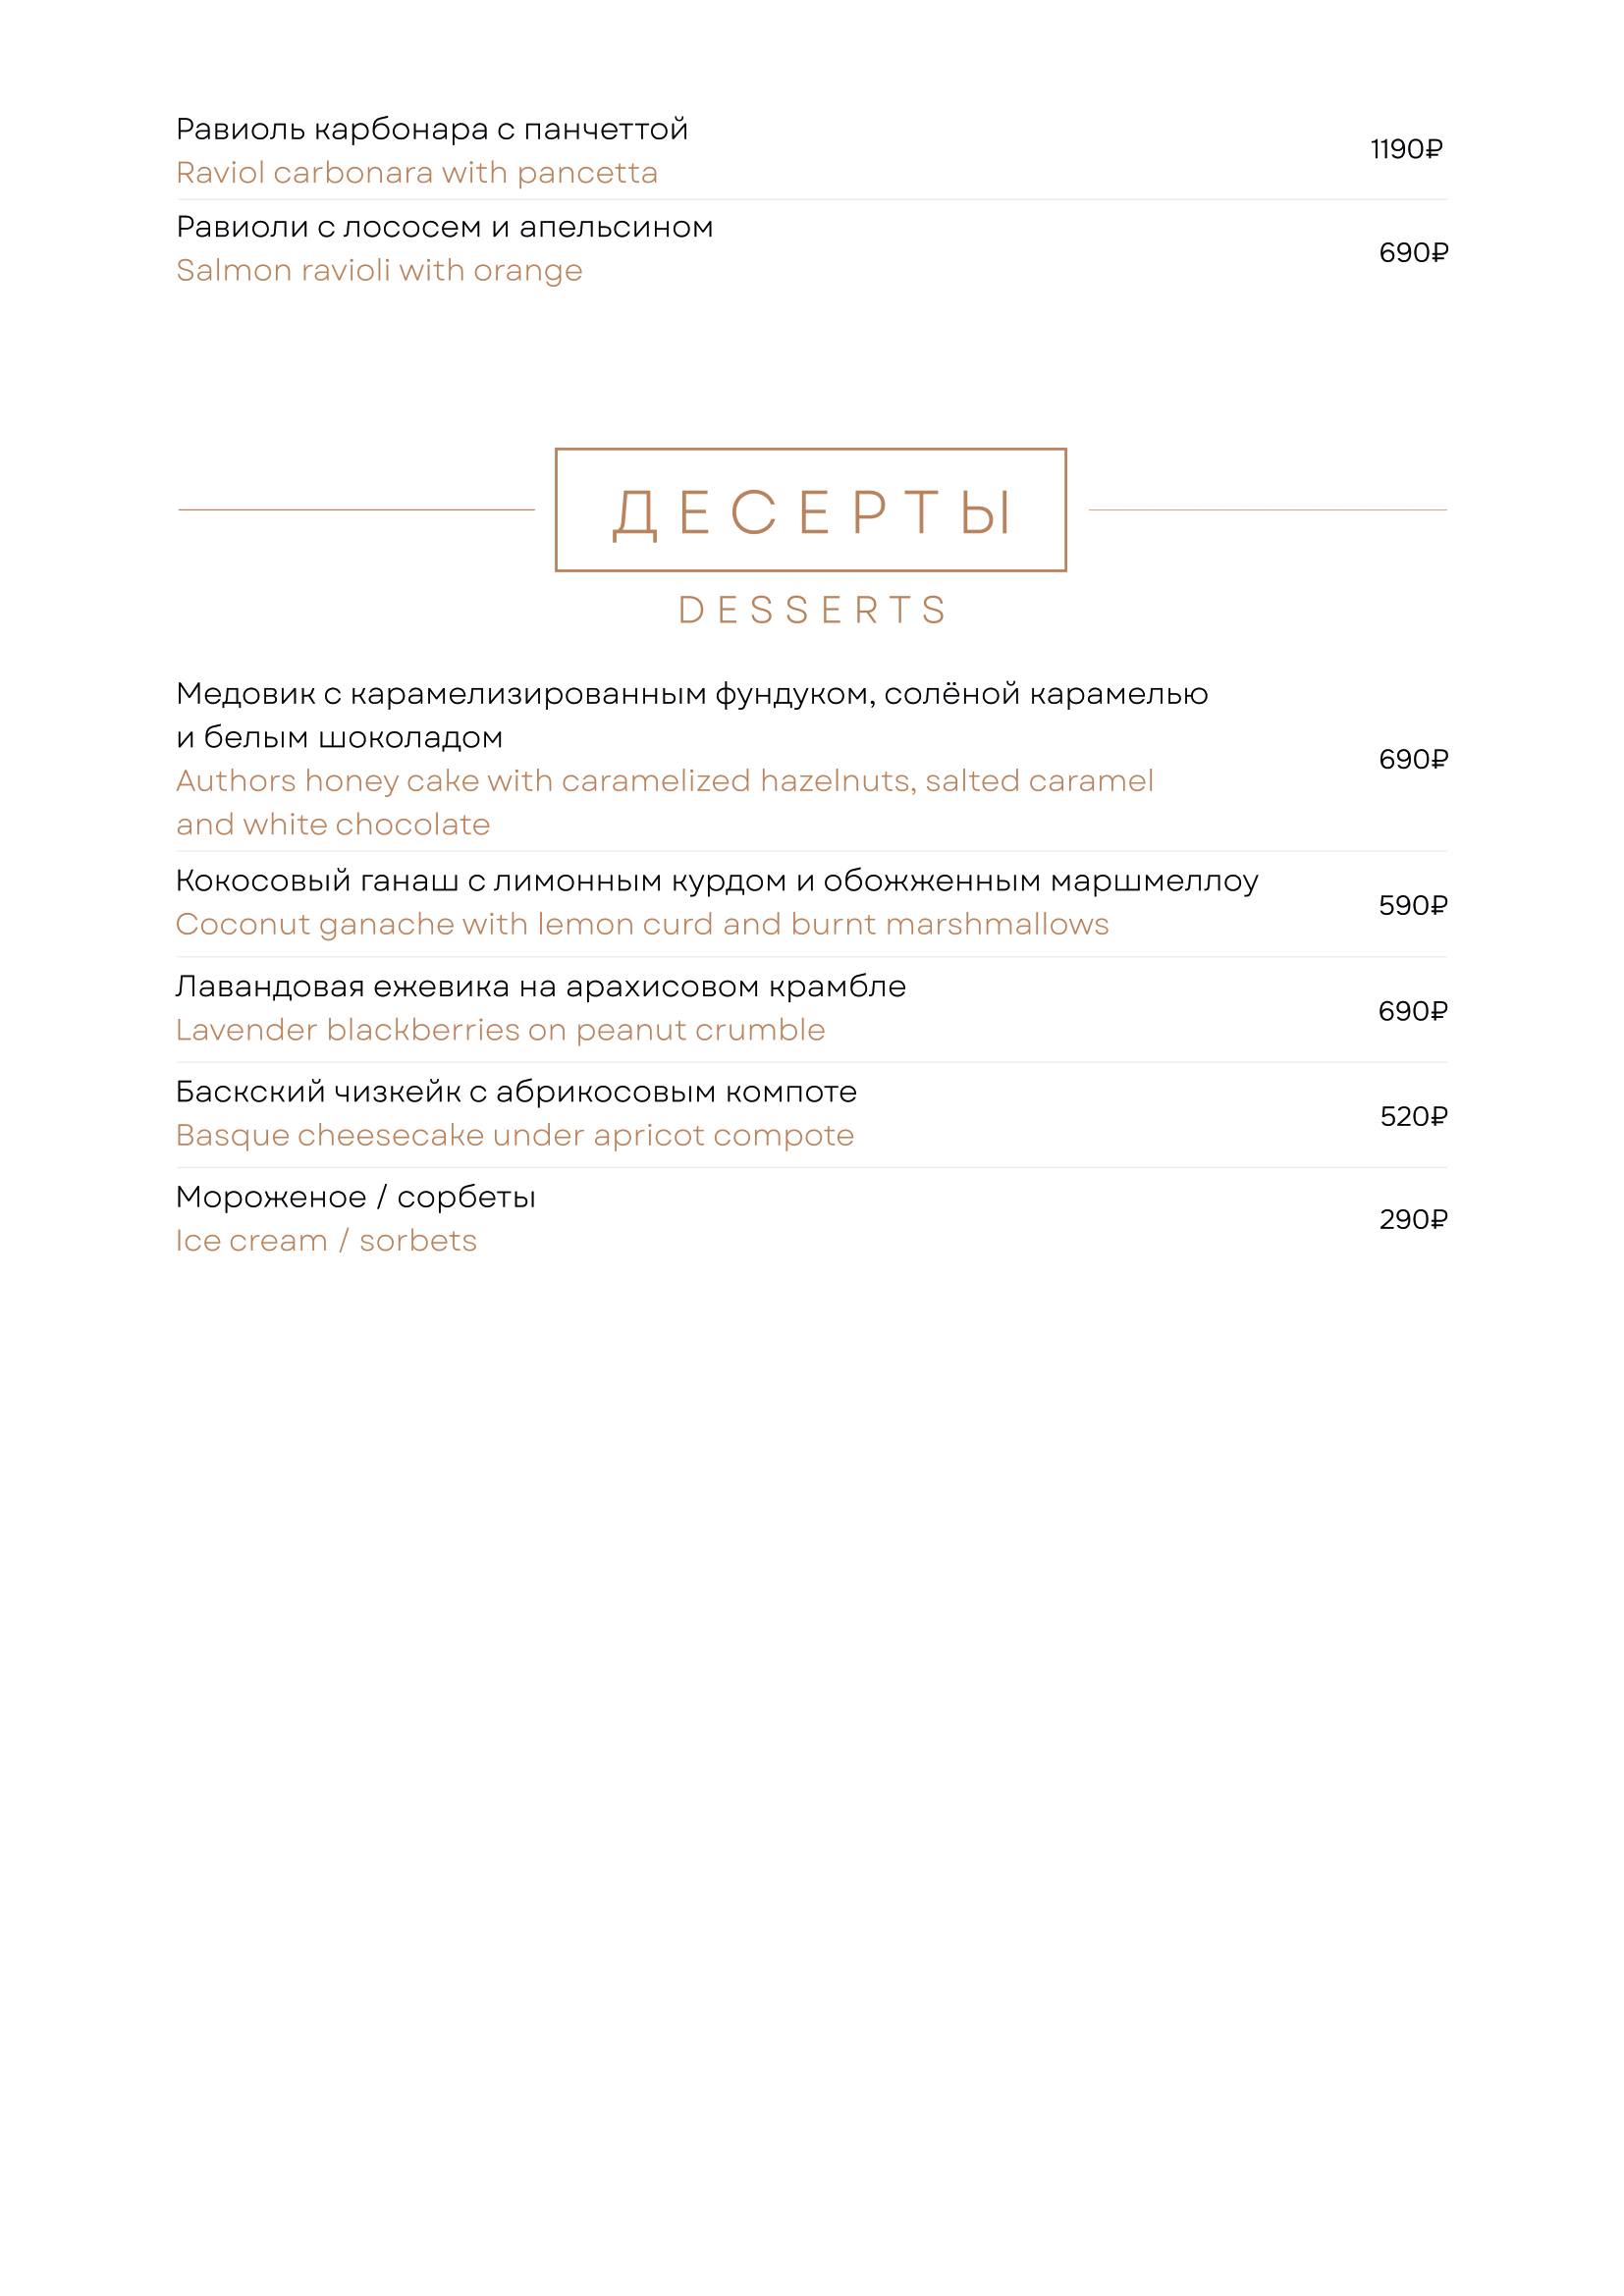 Равиоль карбонара с панчеттой
Raviol carbonara with pancetta
1190₽
Равиоли с лососем и апельсином
Salmon ravioli with orange
690₽
ДЕСЕРТЫ
DESSERTS
Медовик с карамелизированным фундуком, солёной карамелью
и белым шоколадом
Authors honey cake with caramelized hazelnuts, salted caramel
and white chocolate
690₽
Кокосовый ганаш с лимонным курдом и обожженным маршмеллоу
Coconut ganache with lemon curd and burnt marshmallows
590₽
Лавандовая ежевика на арахисовом крамбле
Lavender blackberries on peanut crumble
690₽
Баскский чизкейк с абрикосовым компоте
Basque cheesecake under apricot compote
520₽
Мороженое / сорбеты
Ice cream / sorbets
290₽